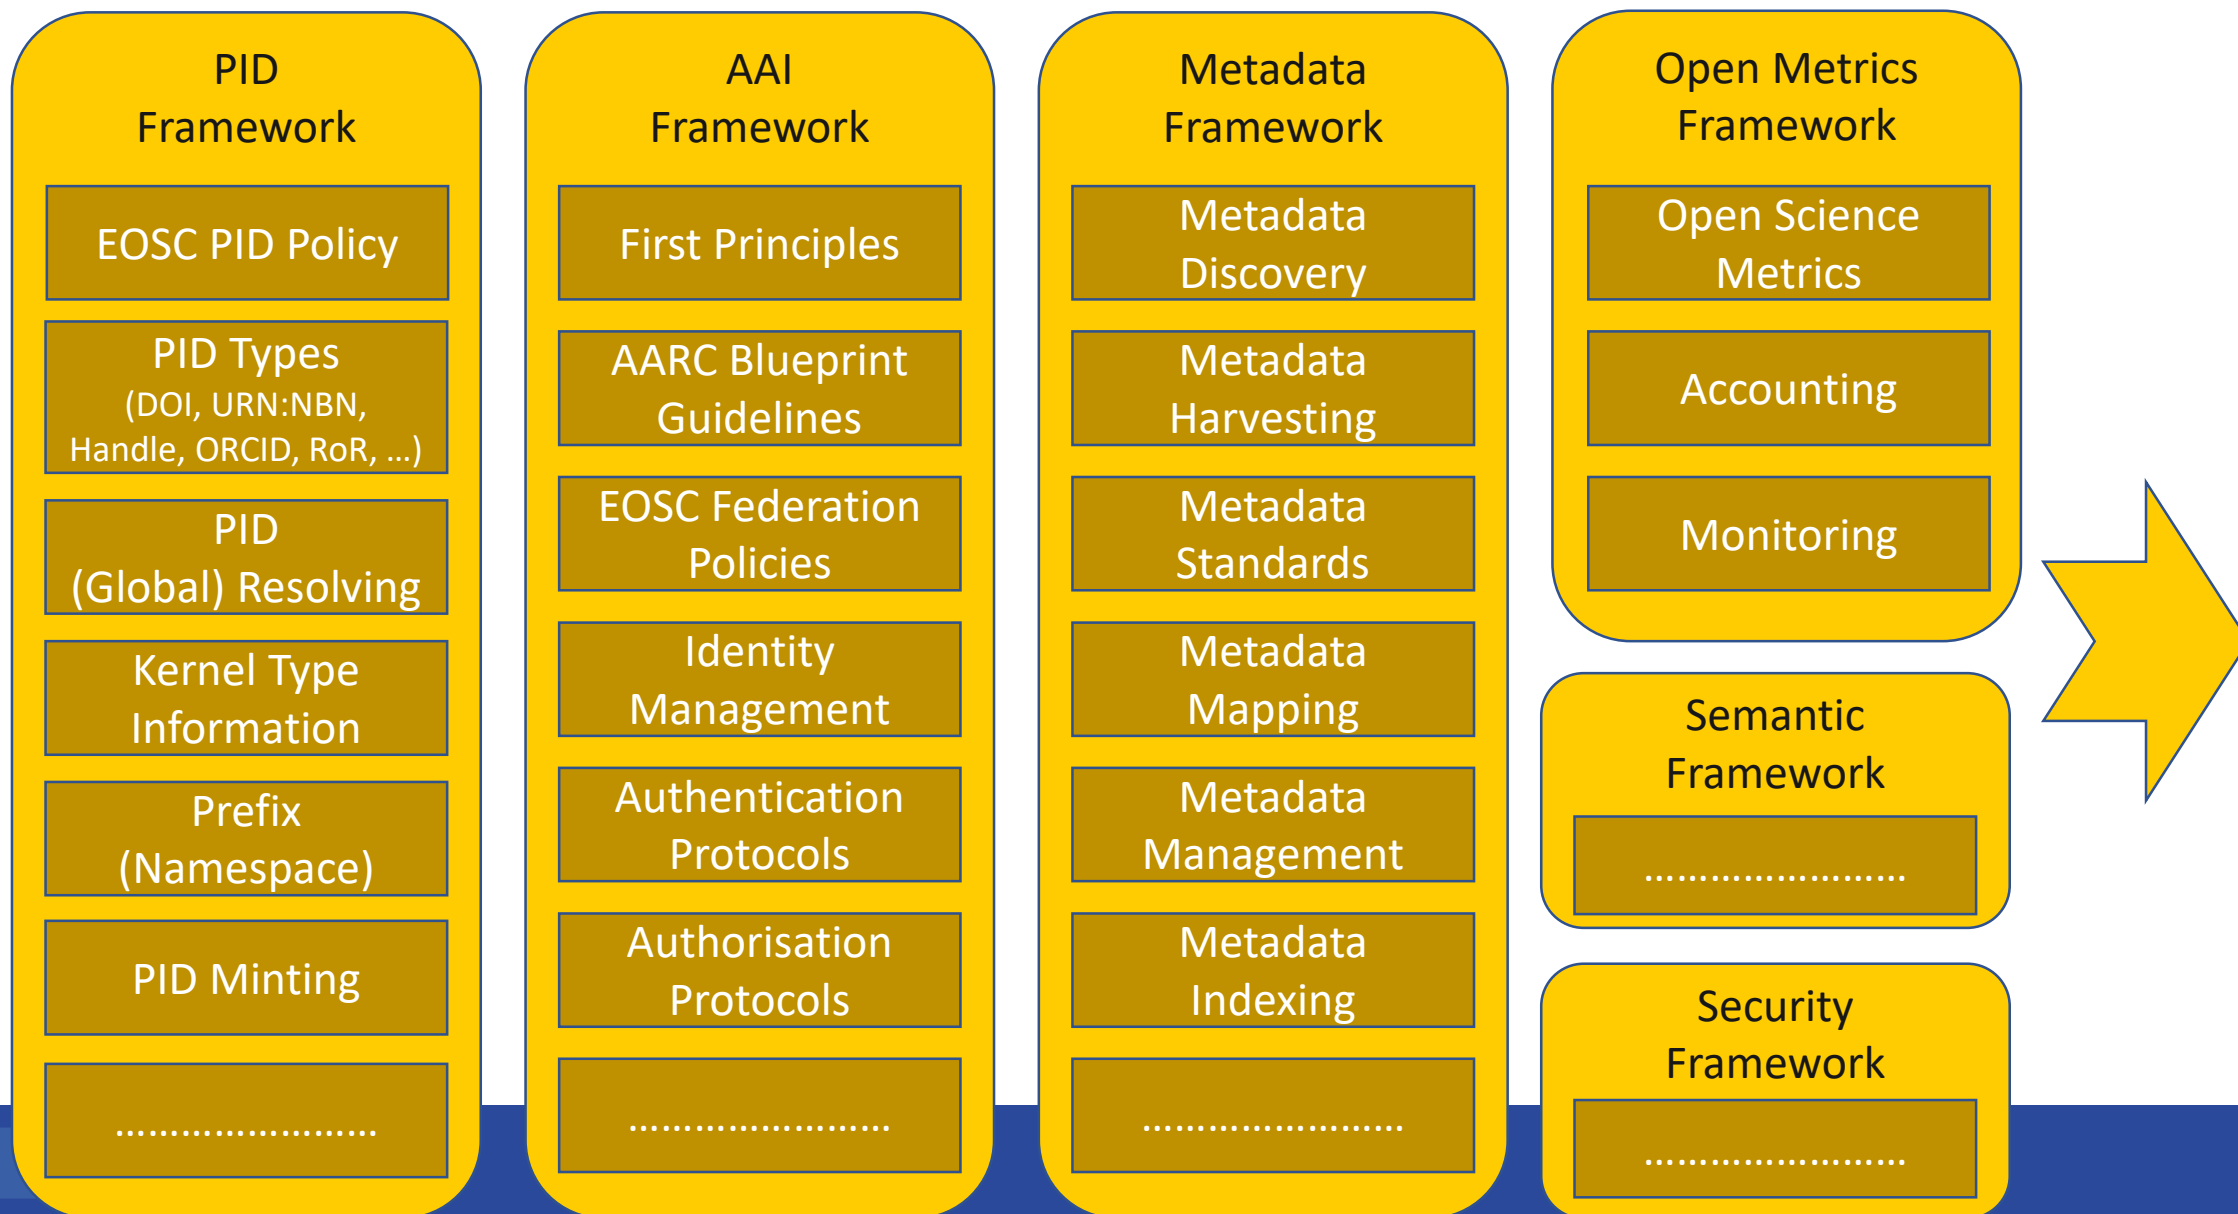 PID
Framework
EOSC PID Policy
PID Types
(DOI, URN:NBN,
Handle, ORCID, RoR, ...)
PID
(Global) Resolving
Kernel Type
Information
Prefix
(Namespace)
PID Minting
……………………
AAI
Framework
First Principles
AARC Blueprint
Guidelines
EOSC Federation
Policies
Identity
Management
Authentication
Protocols
Authorisation
Protocols
……………………
Metadata
Framework
Metadata
Discovery
Metadata
Harvesting
Metadata
Standards
Metadata
Mapping
Metadata
Management
Metadata
Indexing
……………………
Open Metrics
Framework
Open Science
Metrics
Accounting
Monitoring
Semantic
Framework
……………………
Security
Framework
……………………